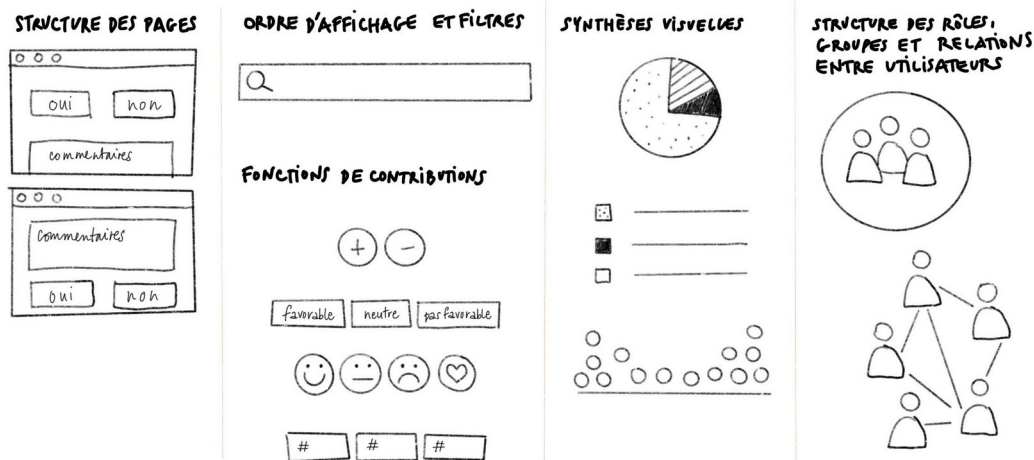 STRUCTURE DES PAGES
oui non
commentaires
commentaires
oui non
ORDRE D'AFFICHAGE ET FILTRES
FONCTIONS DE CONTRIBUTIONS
+ -
favorable neutre pas favorable
# # #
SYNTHÈSES VISUELLES
STRUCTURE DES RÔLES,
GROUPES ET RELATIONS
ENTRE UTILISATEURS